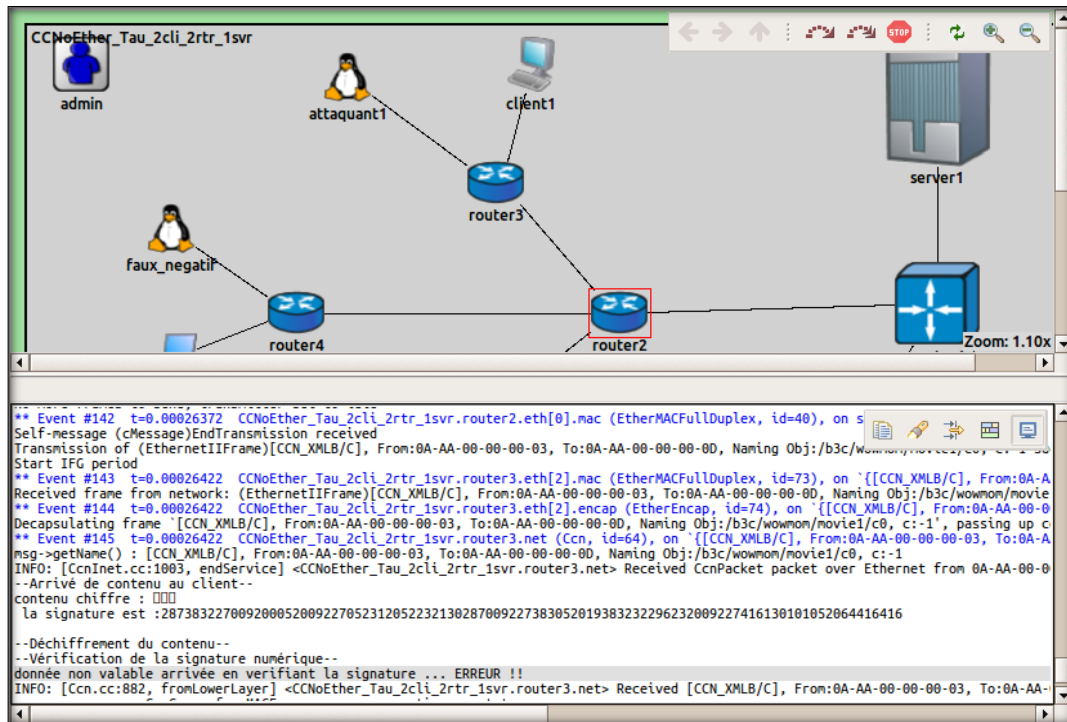 CCNoEther_Tau_2cli_2rtr_1svr
STOP
admin
attaquant1
client1
server1
router3
faux_negatif
router4
router2
Zoom: 1.10x
** Event #142 t=0.00026372 CCNoEther_Tau_2cli_2rtr_1svr.router2.eth[0].mac (EtherMACFullDuplex, id=40), on s
Self-message (cMessage)EndTransmission received
Transmission of (EthernetIIFrame)[CCN_XMLB/C], From:0A-AA-00-00-00-03, To:0A-AA-00-00-00-0D, Naming Obj:/b3c/wowmom/movie1/c0, c:-1
Start IFG period
** Event #143 t=0.00026422 CCNoEther_Tau_2cli_2rtr_1svr.router3.eth[2].mac (EtherMACFullDuplex, id=73), on `{[CCN_XMLB/C], From:0A-A
Received frame from network: (EthernetIIFrame)[CCN_XMLB/C], From:0A-AA-00-00-00-03, To:0A-AA-00-00-00-0D, Naming Obj:/b3c/wowmom/movie
** Event #144 t=0.00026422 CCNoEther_Tau_2cli_2rtr_1svr.router3.eth[2].encap (EtherEncap, id=74), on `{[CCN_XMLB/C], From:0A-AA-00-0
Decapsulating frame `[CCN_XMLB/C], From:0A-AA-00-00-00-03, To:0A-AA-00-00-00-0D, Naming Obj:/b3c/wowmom/movie1/c0, c:-1', passing up c
** Event #145 t=0.00026422 CCNoEther_Tau_2cli_2rtr_1svr.router3.net (Ccn, id=64), on `{[CCN_XMLB/C], From:0A-AA-00-00-00-03, To:0A-A
msg->getName() : [CCN_XMLB/C], From:0A-AA-00-00-00-03, To:0A-AA-00-00-00-0D, Naming Obj:/b3c/wowmom/movie1/c0, c:-1
INFO: [CcnInet.cc:1003, endService] <CCNoEther_Tau_2cli_2rtr_1svr.router3.net> Received CcnPacket packet over Ethernet from 0A-AA-00-0
--Arrivé de contenu au client--
contenu chiffre :
la signature est :28738322700920005200922705231205223213028700922738305201938323229623200922741613010105206441641​6
--Déchiffrement du contenu--
--Vérification de la signature numérique--
donnée non valable arrivée en verifiant la signature ... ERREUR !!
INFO: [Ccn.cc:882, fromLowerLayer] <CCNoEther_Tau_2cli_2rtr_1svr.router3.net> Received [CCN_XMLB/C], From:0A-AA-00-00-00-03, To:0A-AA-